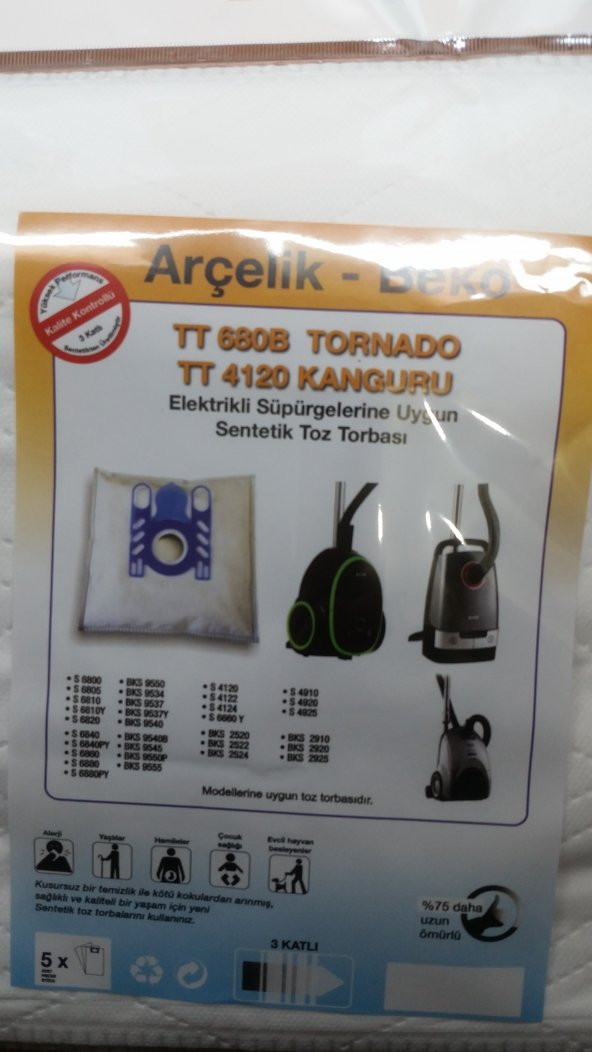 Arçelik - Beko
Yüksek Performans
Kalite Kontrollü
3 Katlı
TT 680B TORNADO
TT 4120 KANGURU
Elektrikli Süpürgelerine Uygun
Sentetik Toz Torbası
• S 6800
• S 6805
• S 6810
• S 6810Y
• S 6820
• S 6840
• S 6840PY
• S 6860
• S 6880
• S 6880PY
• BKS 9550
• BKS 9534
• BKS 9537
• BKS 9537Y
• BKS 9540
• BKS 9540B
• BKS 9545
• BKS 9550P
• BKS 9555
• S 4120
• S 4122
• S 4124
• S 6660 Y
• BKS 2520
• BKS 2522
• BKS 2524
• S 4910
• S 4920
• S 4925
• BKS 2910
• BKS 2920
• BKS 2925
Modellerine uygun toz torbasıdır.
Alerji
Yaşlılar
Hamileler
Çocuk
sağlığı
Evcil hayvan
besleyenler
Kusursuz bir temizlik ile kötü kokulardan arınmış,
sağlıklı ve kaliteli bir yaşam için yeni
Sentetik toz torbalarını kullanınız.
%75 daha
uzun
ömürlü
5 x
3 KATLI